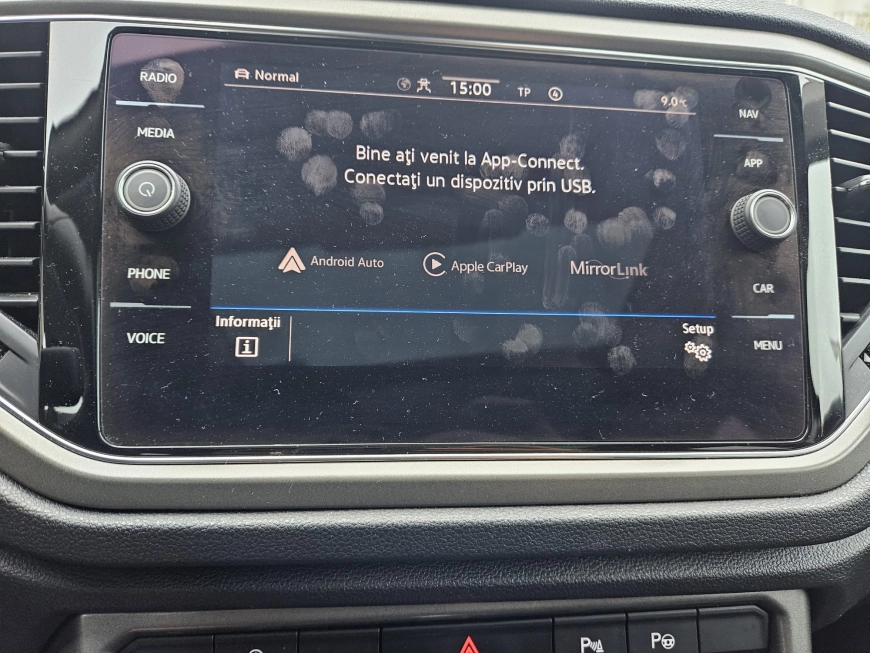 RADIO
MEDIA
PHONE
VOICE
Normal
15:00
TP
4
9.0°C
Bine aţi venit la App-Connect.
Conectaţi un dispozitiv prin USB.
Android Auto
Apple CarPlay
MirrorLink
Informaţii
i
Setup
NAV
APP
CAR
MENU
P
P